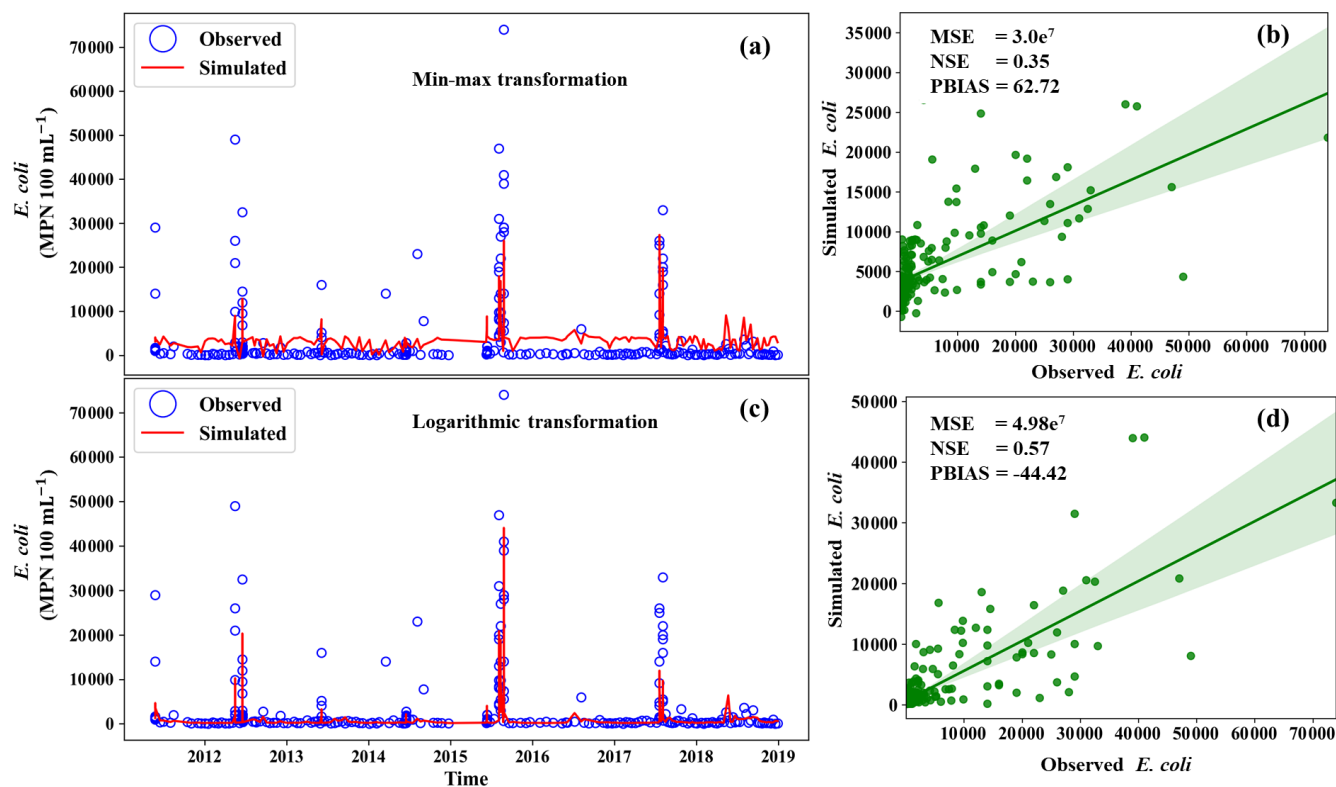 Observed
Simulated
(a)
Min-max transformation
70000
60000
50000
40000
30000
20000
10000
0
E. coli
(MPN 100 mL⁻¹)
(b)
MSE = 3.0e⁷
NSE = 0.35
PBIAS = 62.72
35000
30000
25000
20000
15000
10000
5000
0
Simulated E. coli
10000 20000 30000 40000 50000 60000 70000
Observed E. coli
Observed
Simulated
(c)
Logarithmic transformation
70000
60000
50000
40000
30000
20000
10000
0
E. coli
(MPN 100 mL⁻¹)
2012 2013 2014 2015 2016 2017 2018 2019
Time
(d)
MSE = 4.98e⁷
NSE = 0.57
PBIAS = -44.42
50000
40000
30000
20000
10000
0
Simulated E. coli
10000 20000 30000 40000 50000 60000 70000
Observed E. coli